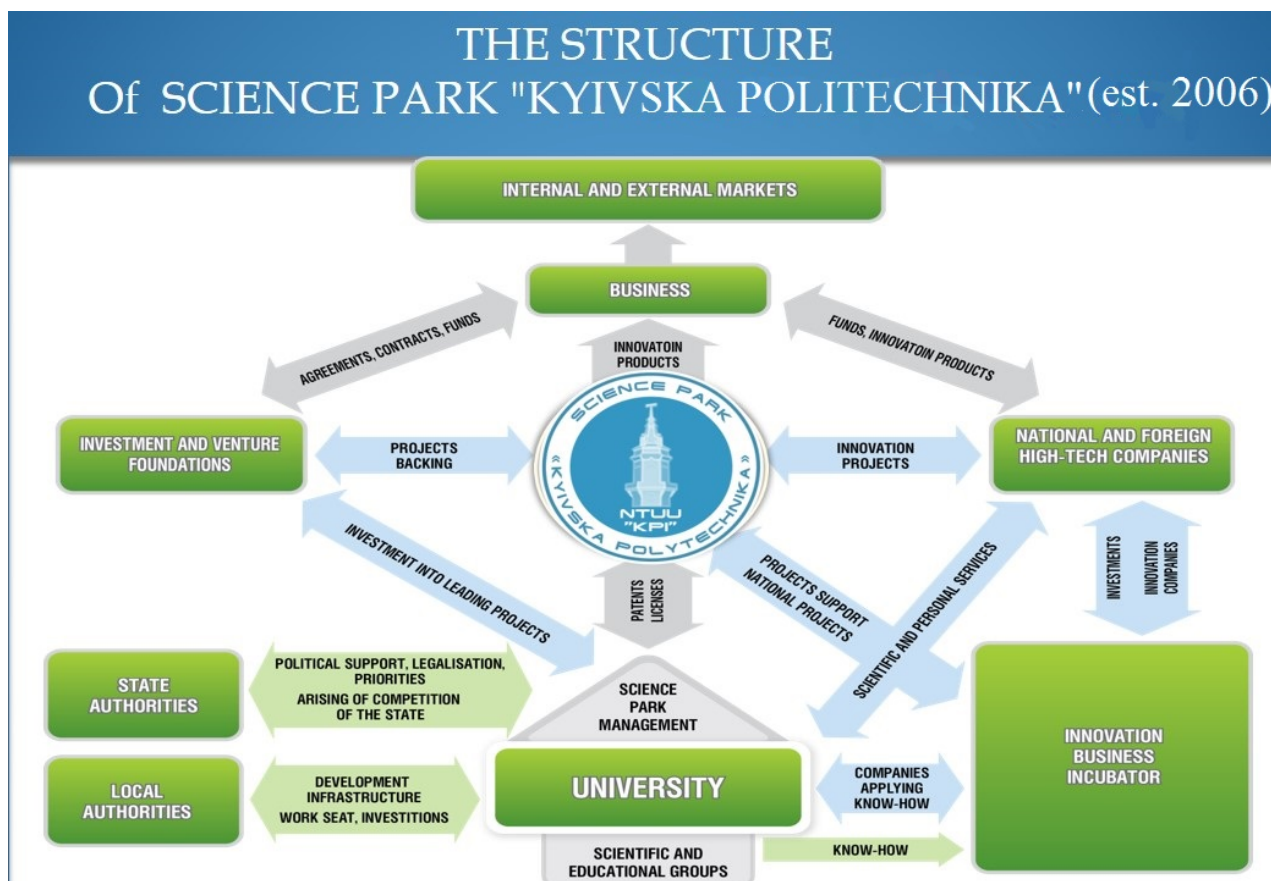 THE STRUCTURE
Of SCIENCE PARK "KYIVSKA POLITECHNIKA" (est. 2006)
INTERNAL AND EXTERNAL MARKETS
BUSINESS
AGREEMENTS, CONTRACTS, FUNDS
INNOVATOIN
PRODUCTS
FUNDS, INNOVATOIN PRODUCTS
INVESTMENT AND VENTURE
FOUNDATIONS
PROJECTS
BACKING
SCIENCE PARK
«KYIVSKA POLYTECHNIKA»
NTUU
"KPI"
INNOVATION
PROJECTS
NATIONAL AND FOREIGN
HIGH-TECH COMPANIES
INVESTMENT INTO LEADING PROJECTS
PATENTS
LICENSES
PROJECTS SUPPORT
NATIONAL PROJECTS
SCIENTIFIC AND PERSONAL SERVICES
INVESTMENTS
INNOVATION
COMPANIES
STATE
AUTHORITIES
POLITICAL SUPPORT, LEGALISATION,
PRIORITIES
ARISING OF COMPETITION
OF THE STATE
SCIENCE
PARK
MANAGEMENT
LOCAL
AUTHORITIES
DEVELOPMENT
INFRASTRUCTURE
WORK SEAT, INVESTITIONS
UNIVERSITY
COMPANIES
APPLYING
KNOW-HOW
INNOVATION
BUSINESS
INCUBATOR
SCIENTIFIC AND
EDUCATIONAL GROUPS
KNOW-HOW